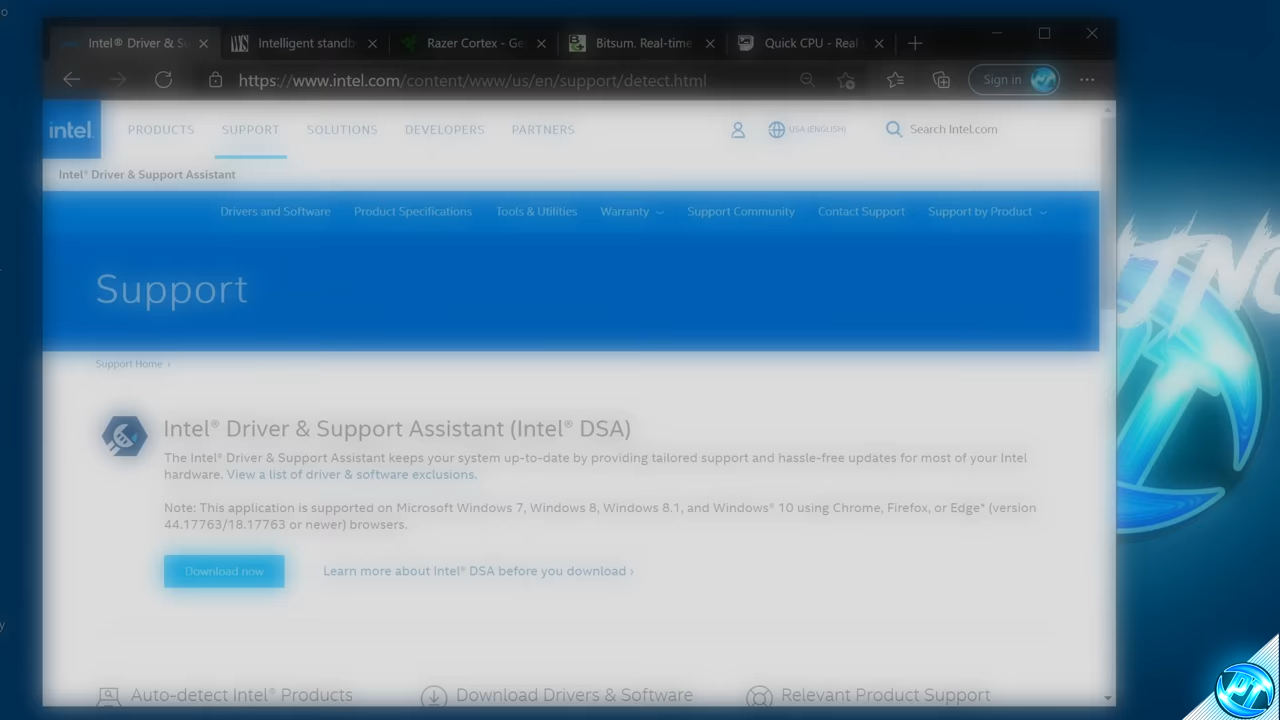 Intel® Driver & Su
Intelligent standb
Razer Cortex - Ge
Bitsum. Real-time
Quick CPU - Real
https://www.intel.com/content/www/us/en/support/detect.html
Sign in
intel.
PRODUCTS
SUPPORT
SOLUTIONS
DEVELOPERS
PARTNERS
USA (ENGLISH)
Search Intel.com
Intel® Driver & Support Assistant
Drivers and Software
Product Specifications
Tools & Utilities
Warranty
Support Community
Contact Support
Support by Product
Support
Support Home ›
Intel® Driver & Support Assistant (Intel® DSA)
The Intel® Driver & Support Assistant keeps your system up-to-date by providing tailored support and hassle-free updates for most of your Intel
hardware. View a list of driver & software exclusions.
Note: This application is supported on Microsoft Windows 7, Windows 8, Windows 8.1, and Windows® 10 using Chrome, Firefox, or Edge* (version
44.17763/18.17763 or newer) browsers.
Download now
Learn more about Intel® DSA before you download ›
Auto-detect Intel® Products
Download Drivers & Software
Relevant Product Support